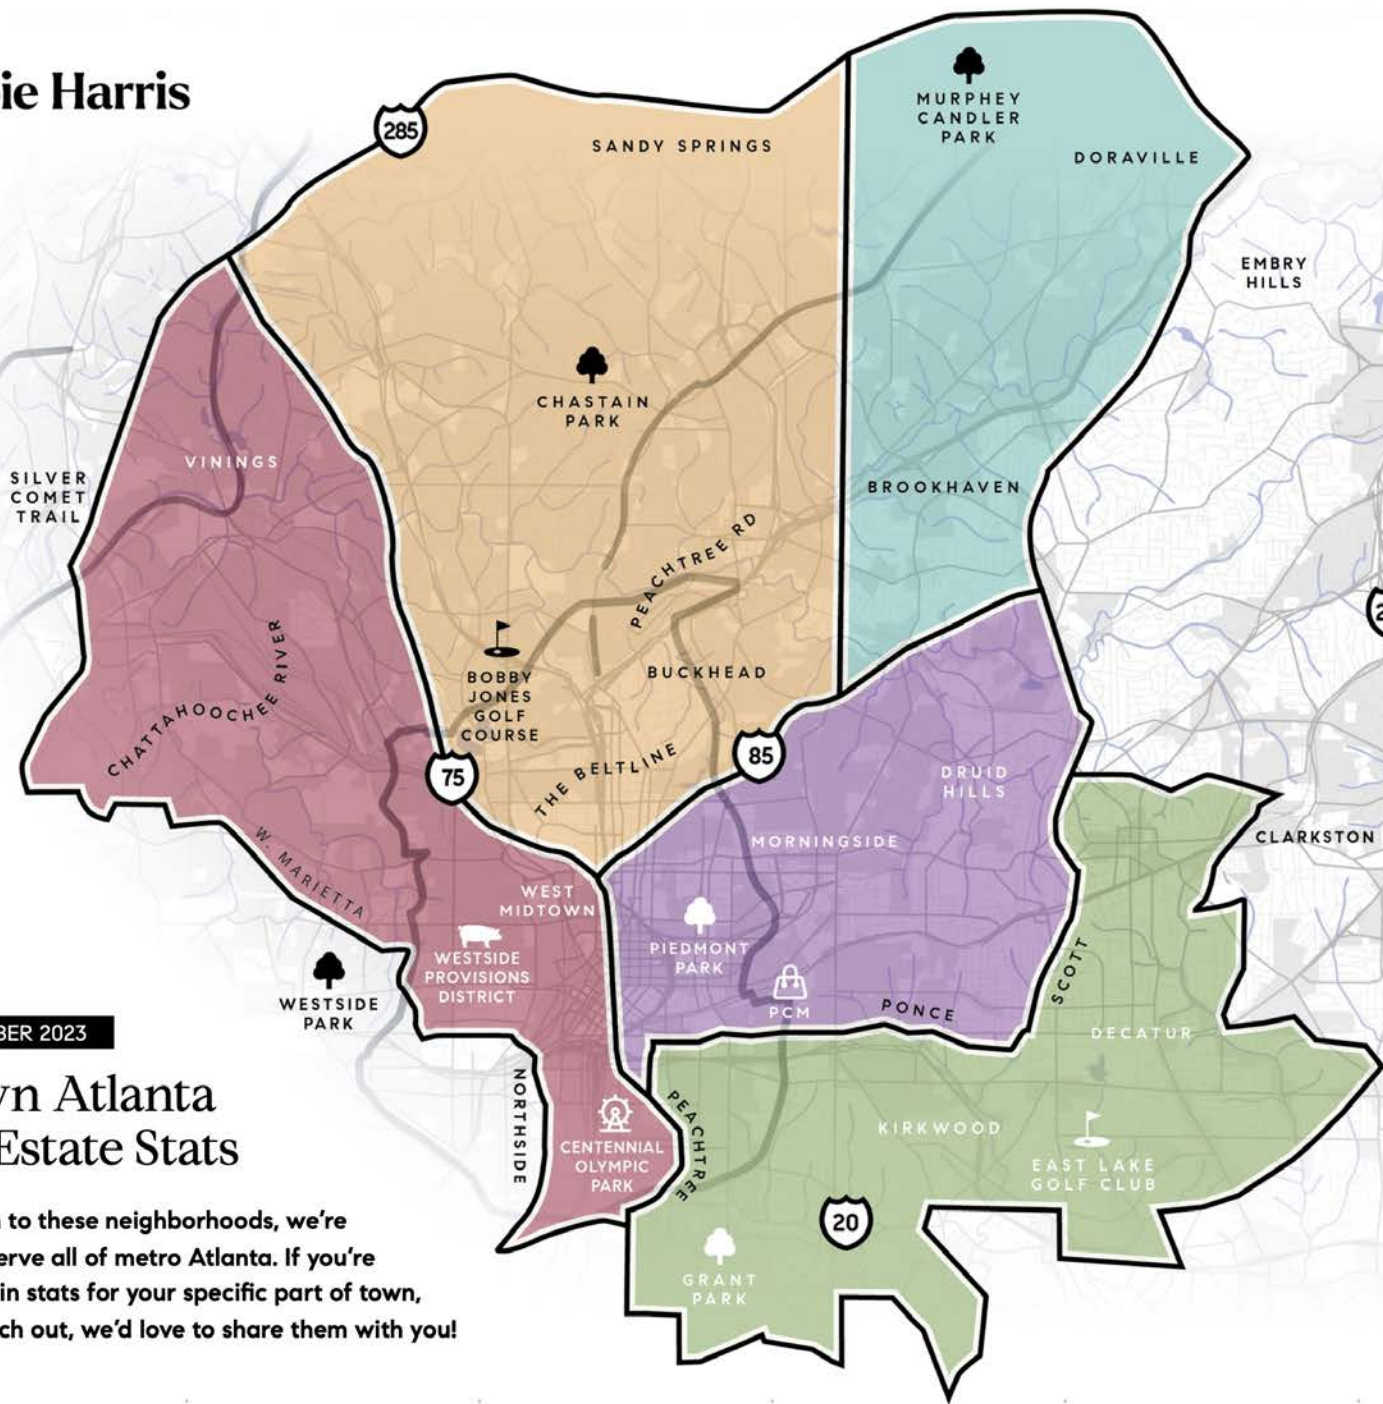 ie Harris
285
SANDY SPRINGS
MURPHEY
CANDLER
PARK
DORAVILLE
EMBRY
HILLS
CHASTAIN
PARK
VININGS
SILVER
COMET
TRAIL
BROOKHAVEN
PEACHTREE RD
CHATTAHOOCHEE RIVER
BOBBY
JONES
GOLF
COURSE
BUCKHEAD
THE BELTLINE
75
85
DRUID
HILLS
MORNINGSIDE
CLARKSTON
W. MARIETTA
WEST
MIDTOWN
PIEDMONT
PARK
WESTSIDE
PROVISIONS
DISTRICT
WESTSIDE
PARK
PCM
PONCE
SCOTT
DECATUR
BER 2023
n Atlanta
Estate Stats
NORTHSIDE
PEACHTREE
CENTENNIAL
OLYMPIC
PARK
KIRKWOOD
EAST LAKE
GOLF CLUB
20
GRANT
PARK
to these neighborhoods, we're
erve all of metro Atlanta. If you're
in stats for your specific part of town,
ch out, we'd love to share them with you!